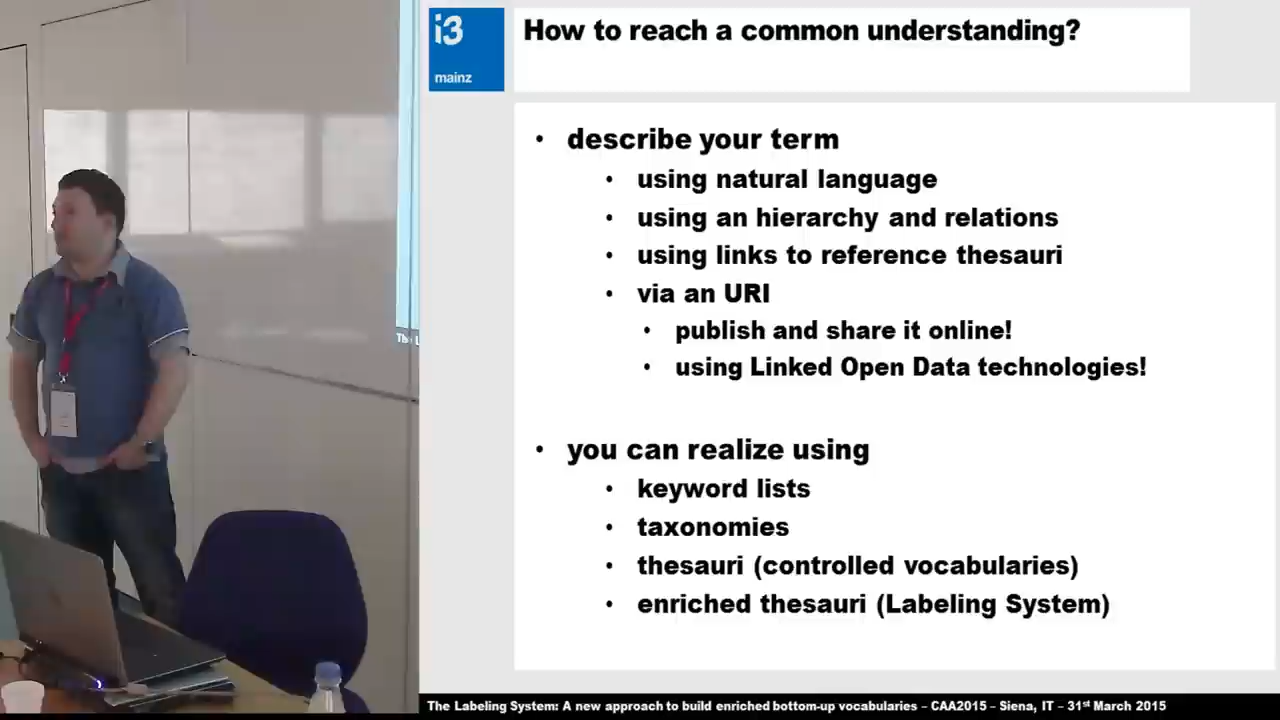 i3
mainz
How to reach a common understanding?
• describe your term
• using natural language
• using an hierarchy and relations
• using links to reference thesauri
• via an URI
• publish and share it online!
• using Linked Open Data technologies!
• you can realize using
• keyword lists
• taxonomies
• thesauri (controlled vocabularies)
• enriched thesauri (Labeling System)
The L
The Labeling System: A new approach to build enriched bottom-up vocabularies – CAA2015 – Siena, IT – 31st March 2015